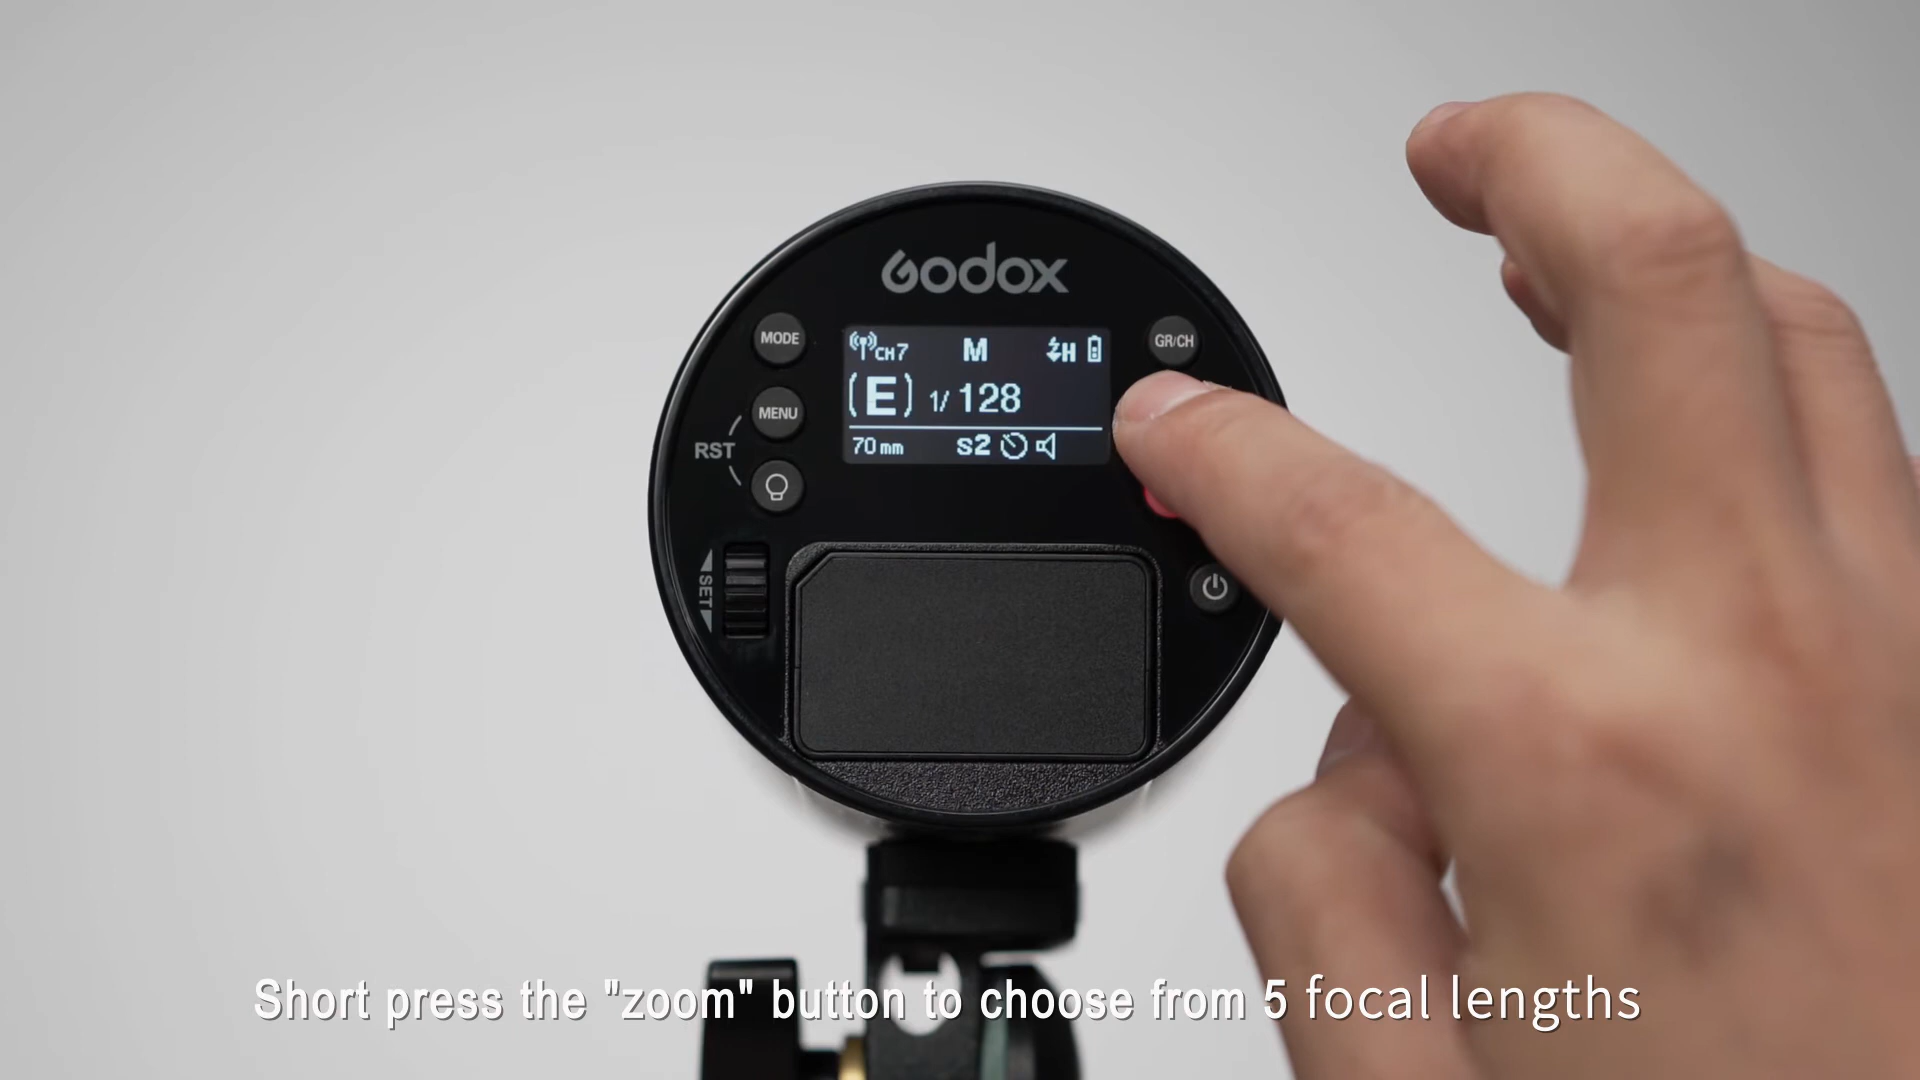 Godox
MODE
GR/CH
CH7 M H
MENU
(E) 1/128
RST
70mm S2
SET
Short press the "zoom" button to choose from 5 focal lengths